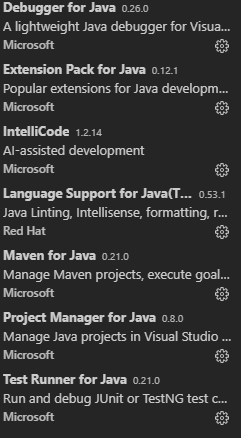 Debugger for Java 0.26.0
A lightweight Java debugger for Visua...
Microsoft
Extension Pack for Java 0.12.1
Popular extensions for Java developm...
Microsoft
IntelliCode 1.2.14
AI-assisted development
Microsoft
Language Support for Java(T... 0.53.1
Java Linting, Intellisense, formatting, r...
Red Hat
Maven for Java 0.21.0
Manage Maven projects, execute goal...
Microsoft
Project Manager for Java 0.8.0
Manage Java projects in Visual Studio ...
Microsoft
Test Runner for Java 0.21.0
Run and debug JUnit or TestNG test c...
Microsoft